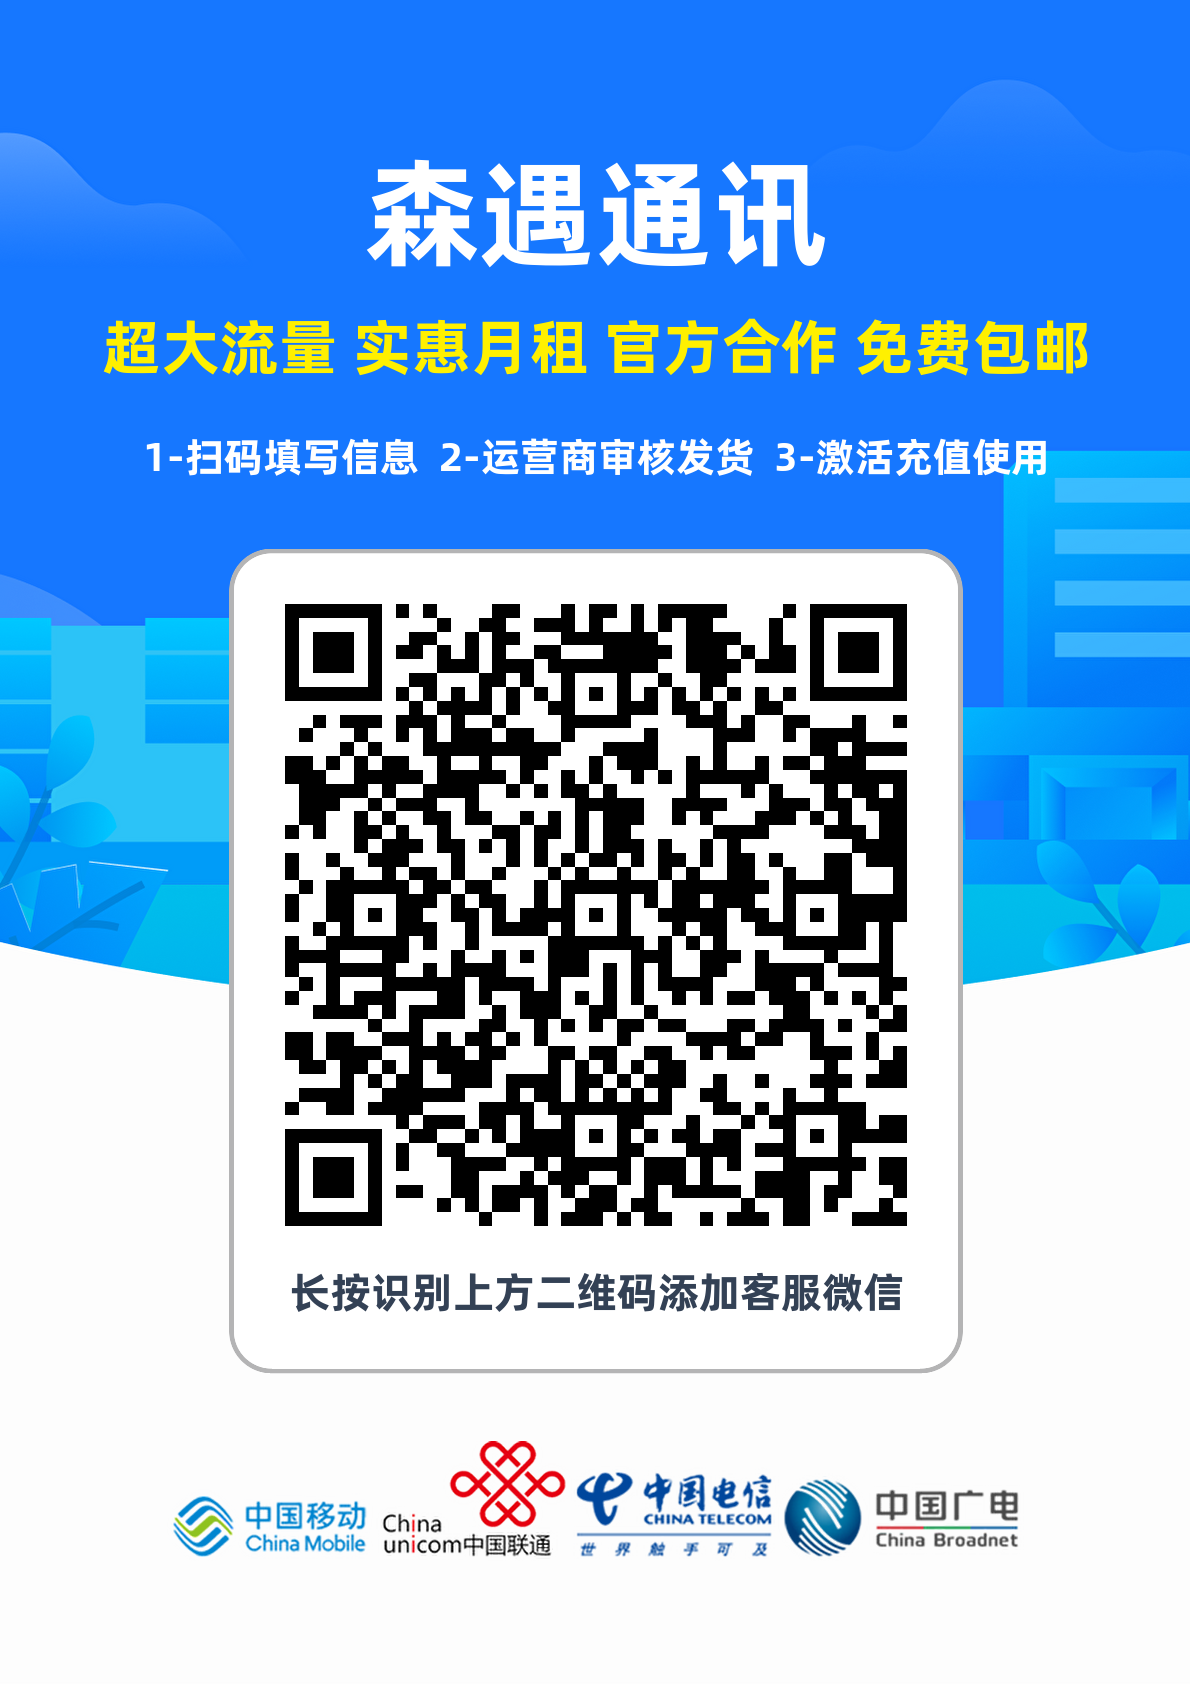 森遇通讯
超大流量 实惠月租 官方合作 免费包邮
1-扫码填写信息 2-运营商审核发货 3-激活充值使用
长按识别上方二维码添加客服微信
中国移动
China Mobile
China
unicom中国联通
中国电信
CHINA TELECOM
世界触手可及
中国广电
China Broadnet